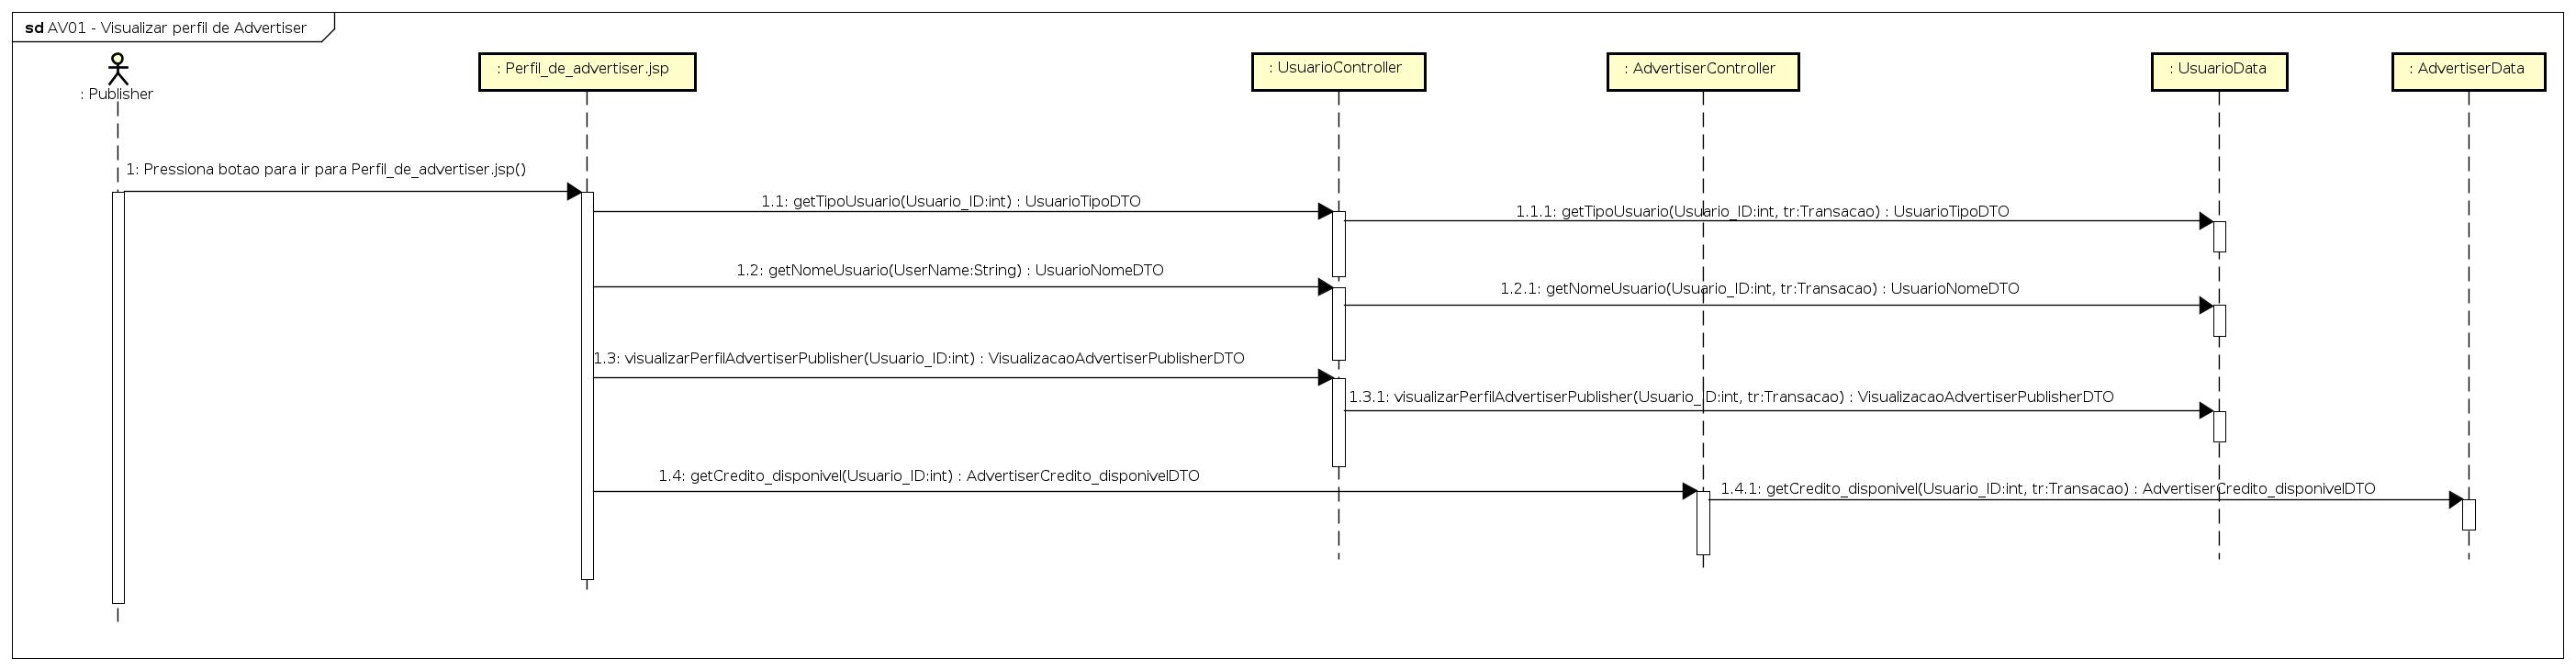 sd AV01 - Visualizar perfil de Advertiser
: Publisher
: Perfil_de_advertiser.jsp
: UsuarioController
: AdvertiserController
: UsuarioData
: AdvertiserData
1: Pressiona botao para ir para Perfil_de_advertiser.jsp()
1.1: getTipoUsuario(Usuario_ID:int) : UsuarioTipoDTO
1.1.1: getTipoUsuario(Usuario_ID:int, tr:Transacao) : UsuarioTipoDTO
1.2: getNomeUsuario(UserName:String) : UsuarioNomeDTO
1.2.1: getNomeUsuario(Usuario_ID:int, tr:Transacao) : UsuarioNomeDTO
1.3: visualizarPerfilAdvertiserPublisher(Usuario_ID:int) : VisualizacaoAdvertiserPublisherDTO
1.3.1: visualizarPerfilAdvertiserPublisher(Usuario_ID:int, tr:Transacao) : VisualizacaoAdvertiserPublisherDTO
1.4: getCredito_disponivel(Usuario_ID:int) : AdvertiserCredito_disponivelDTO
1.4.1: getCredito_disponivel(Usuario_ID:int, tr:Transacao) : AdvertiserCredito_disponivelDTO